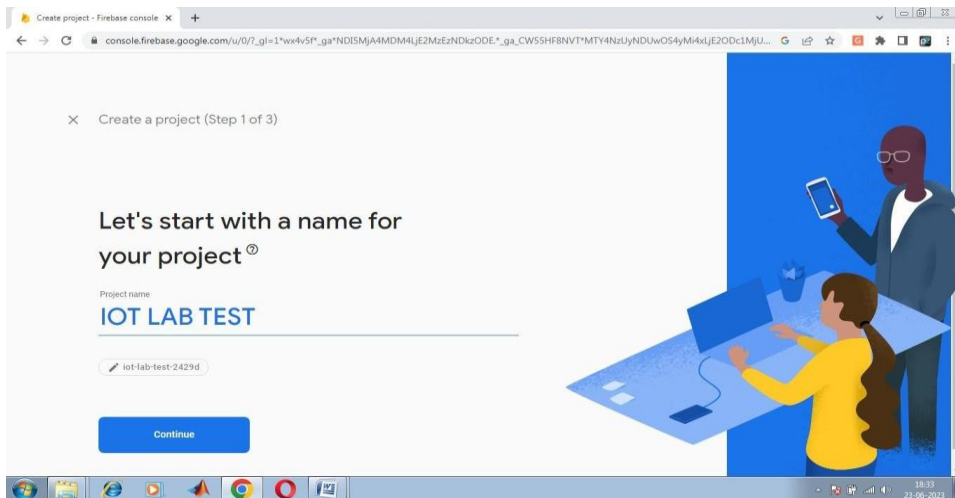 Create project - Firebase console
console.firebase.google.com/u/0/?_gl=1*wx4v5f*_ga*NDI5MjA4MDM4LjE2MzEzNDkzODE.*_ga_CW55HF8NVT*MTY4NzUyNDUwOS4yMi4xLjE2ODc1MjU...
Create a project (Step 1 of 3)
Let's start with a name for
your project
Project name
IOT LAB TEST
iot-lab-test-2429d
Continue
18:33
23-06-2023